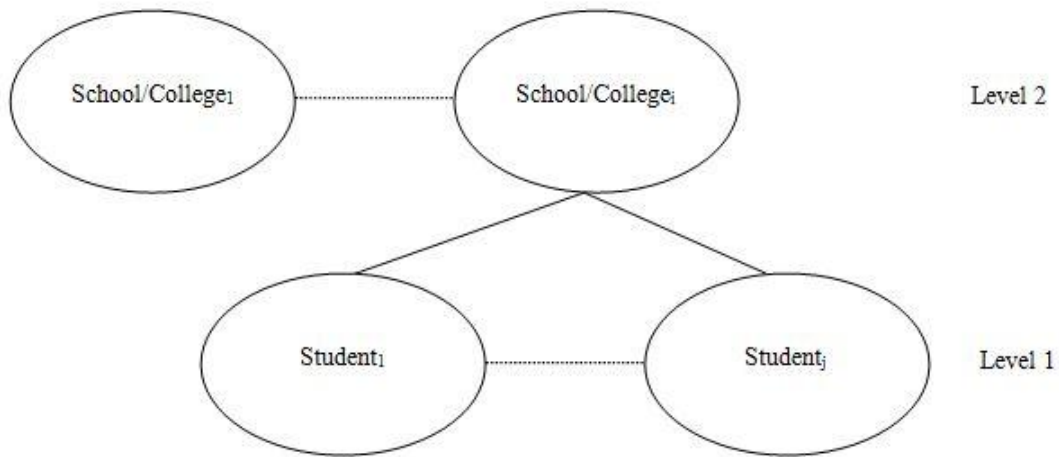 School/College₁
School/Collegeᵢ
Level 2
Student₁
Studentⱼ
Level 1